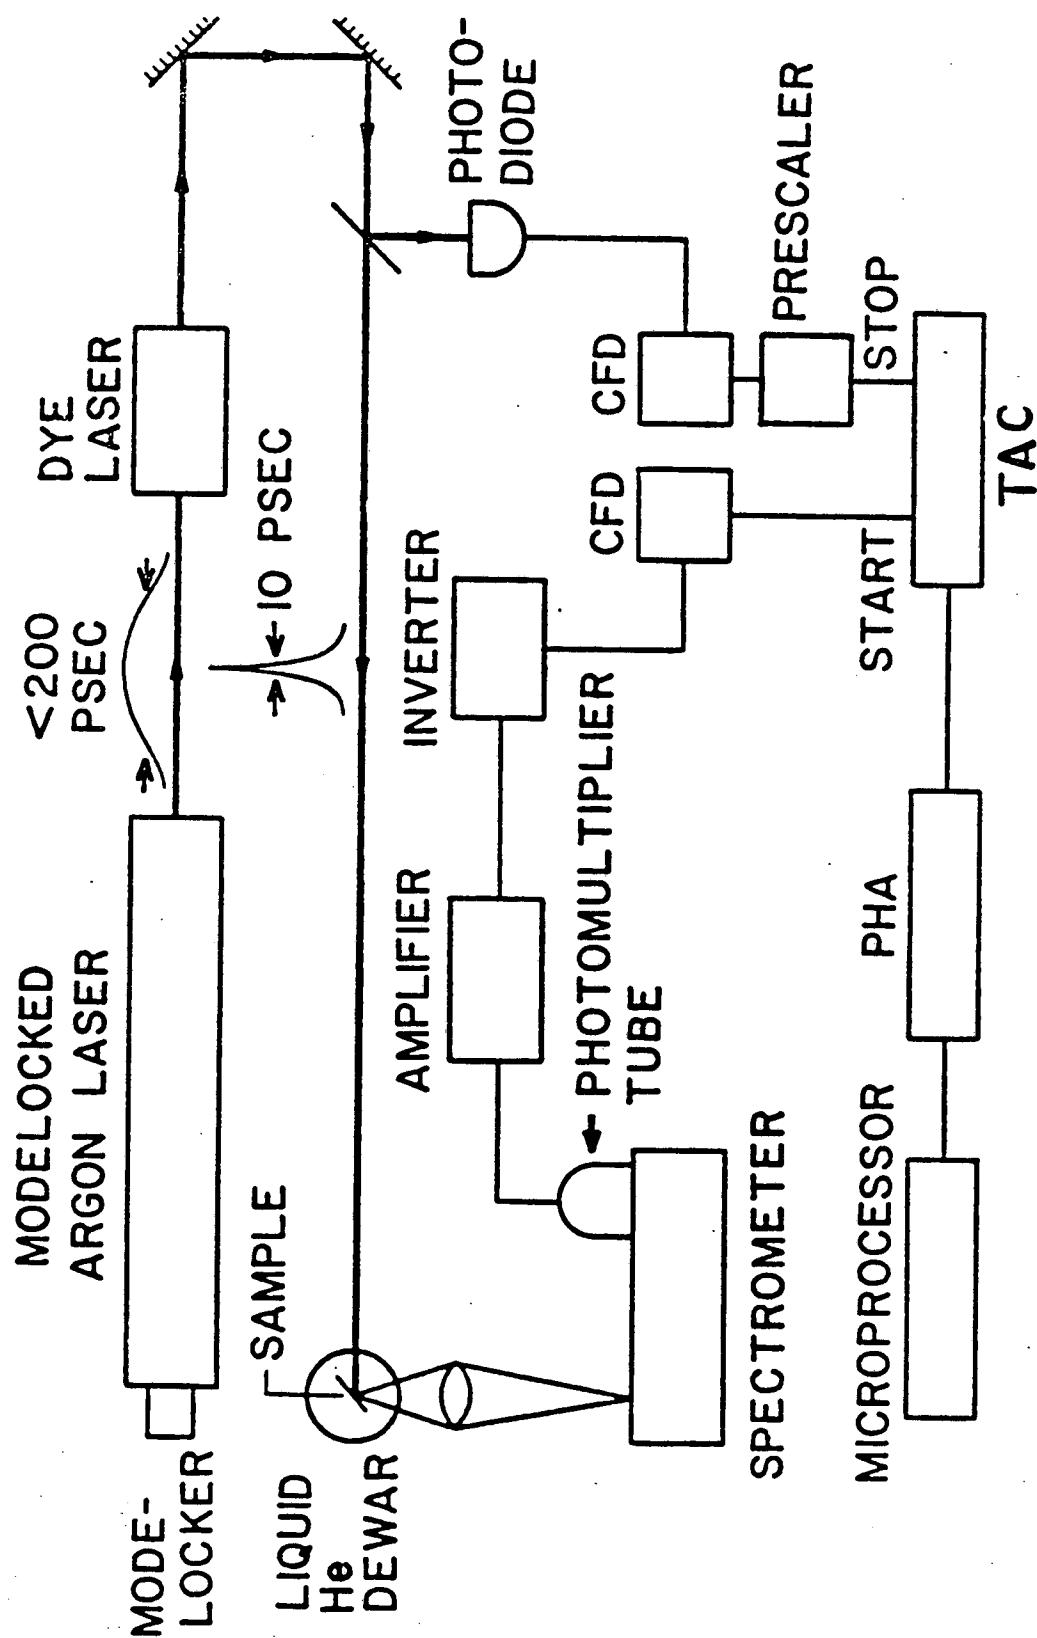 MODE-
LOCKER
MODELOCKED
ARGON LASER
<200
PSEC
DYE
LASER
10 PSEC
SAMPLE
LIQUID
He
DEWAR
PHOTO-
DIODE
AMPLIFIER
INVERTER
CFD
CFD
PHOTOMULTIPLIER
TUBE
PRESCALER
SPECTROMETER
START
STOP
MICROPROCESSOR
PHA
TAC